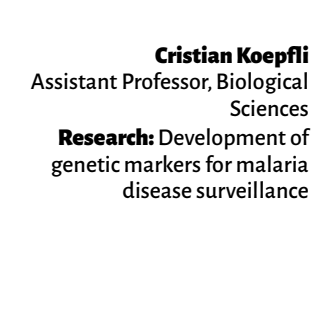 Cristian Koepfli
Assistant Professor, Biological
Sciences
Research: Development of
genetic markers for malaria
disease surveillance